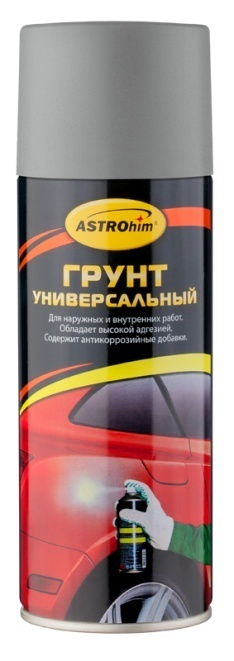 ASTROhim®
ГРУНТ
УНИВЕРСАЛЬНЫЙ
Для наружных и внутренних работ.
Обладает высокой адгезией.
Содержит антикоррозийные добавки.